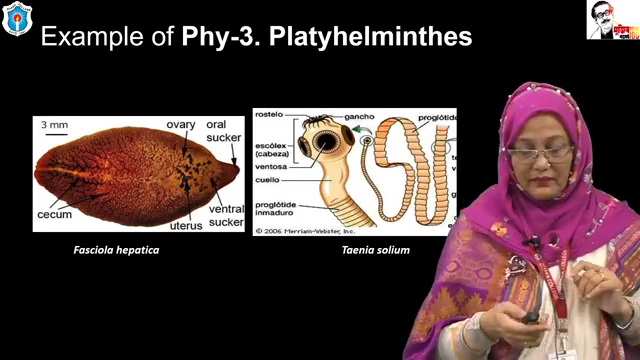 Example of Phy-3. Platyhelminthes
3 mm
ovary
oral
sucker
cecum
uterus
ventral
sucker
Fasciola hepatica
rostelo
gancho
proglótide
escólex
(cabeza)
ventosa
cuello
proglótide
inmaduro
© 2006 Merriam-Webster, Inc.
Taenia solium